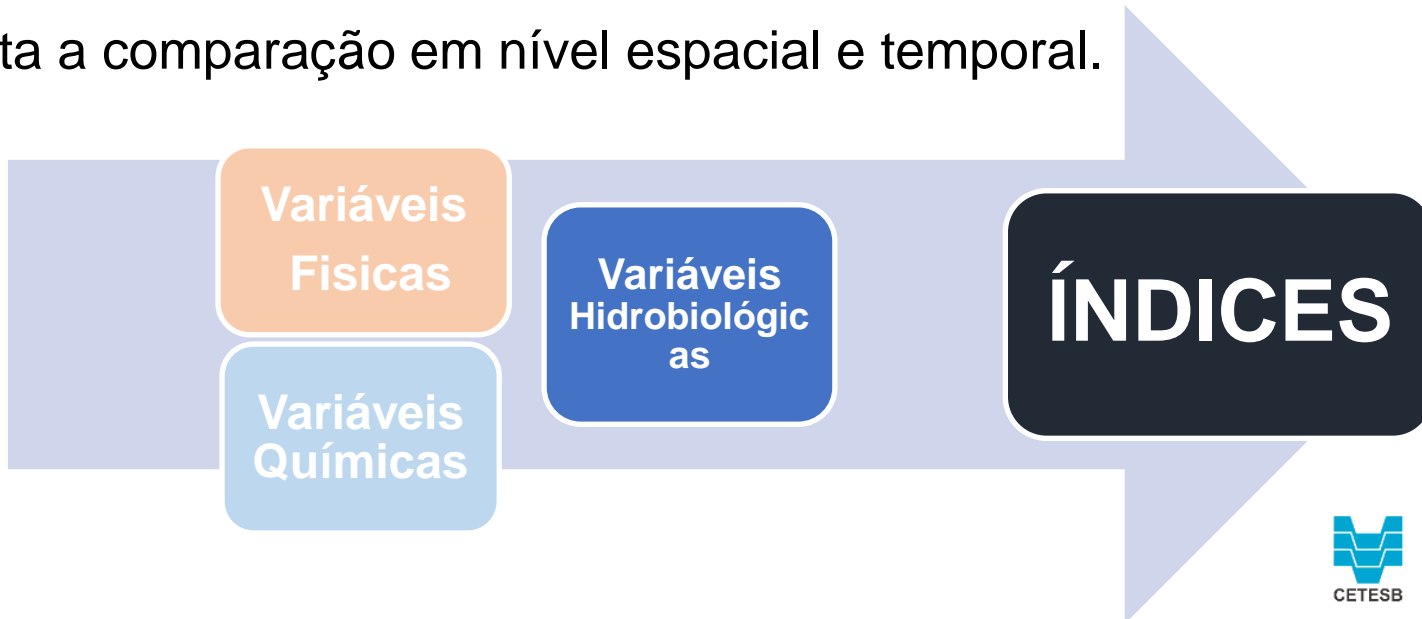 ta a comparação em nível espacial e temporal.
Variáveis
Fisicas
Variáveis
Químicas
Variáveis
Hidrobiológic
as
ÍNDICES
CETESB